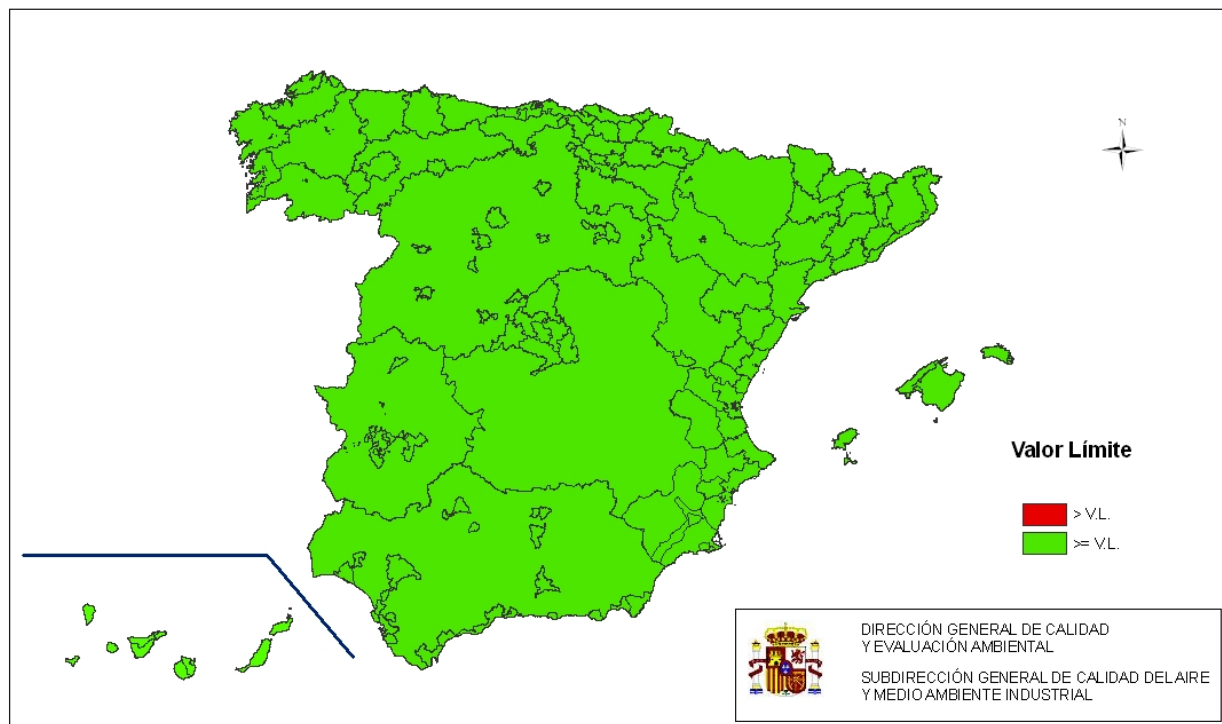 N
Valor Límite
> V.L.
>= V.L.
DIRECCIÓN GENERAL DE CALIDAD
Y EVALUACIÓN AMBIENTAL
SUBDIRECCIÓN GENERAL DE CALIDAD DEL AIRE
Y MEDIO AMBIENTE INDUSTRIAL